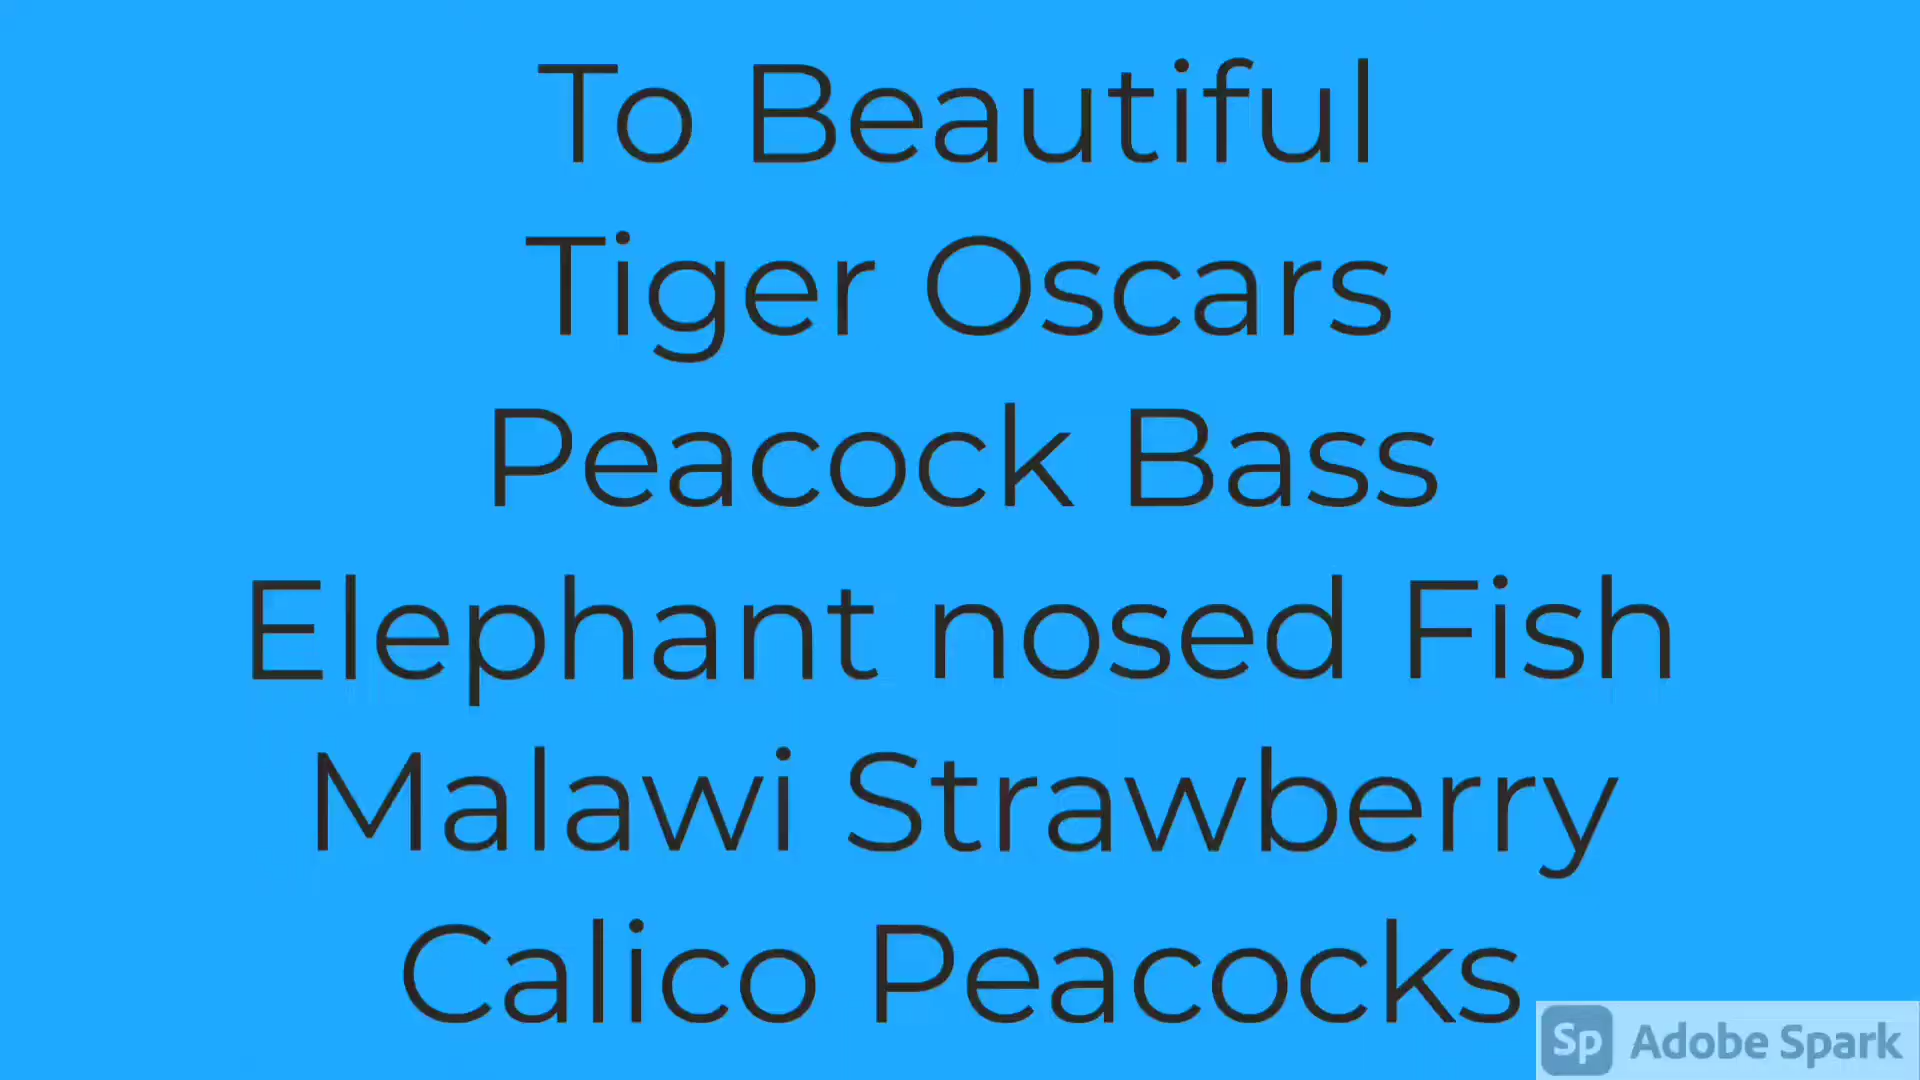 To Beautiful
Tiger Oscars
Peacock Bass
Elephant nosed Fish
Malawi Strawberry
Calico Peacocks
Sp Adobe Spark